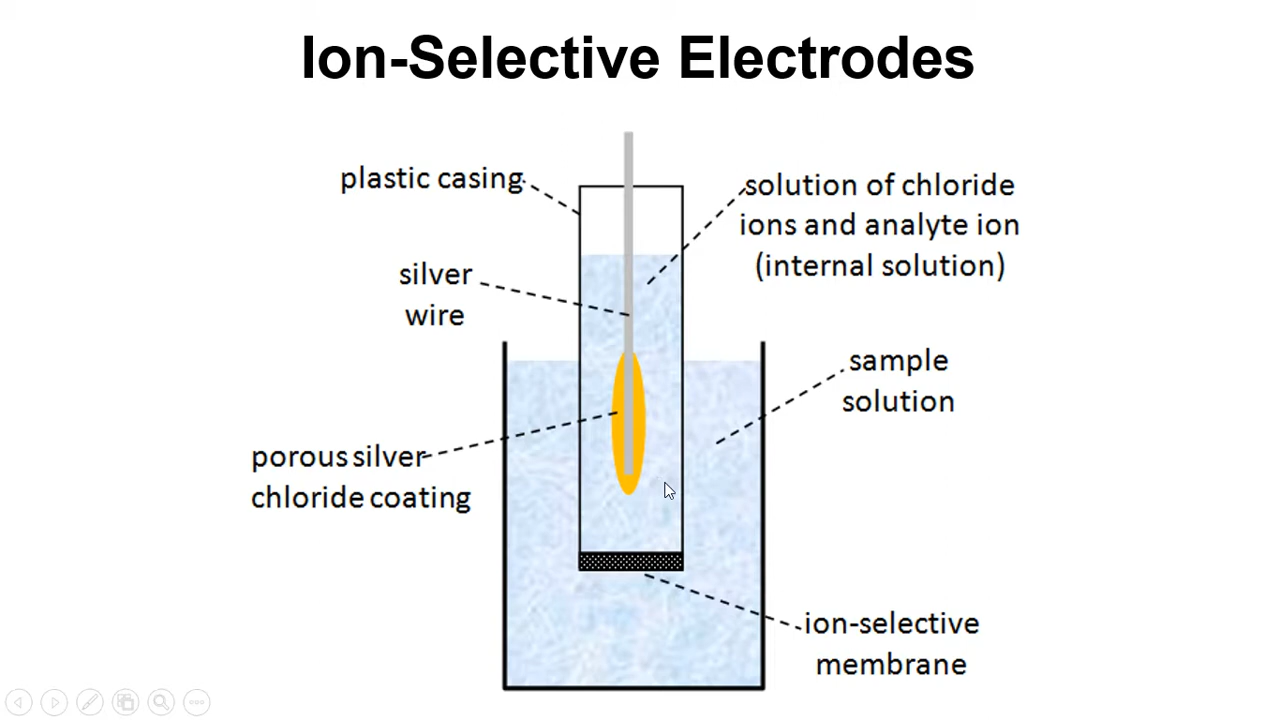 Ion-Selective Electrodes
plastic casing
solution of chloride
ions and analyte ion
(internal solution)
silver
wire
sample
solution
porous silver
chloride coating
ion-selective
membrane